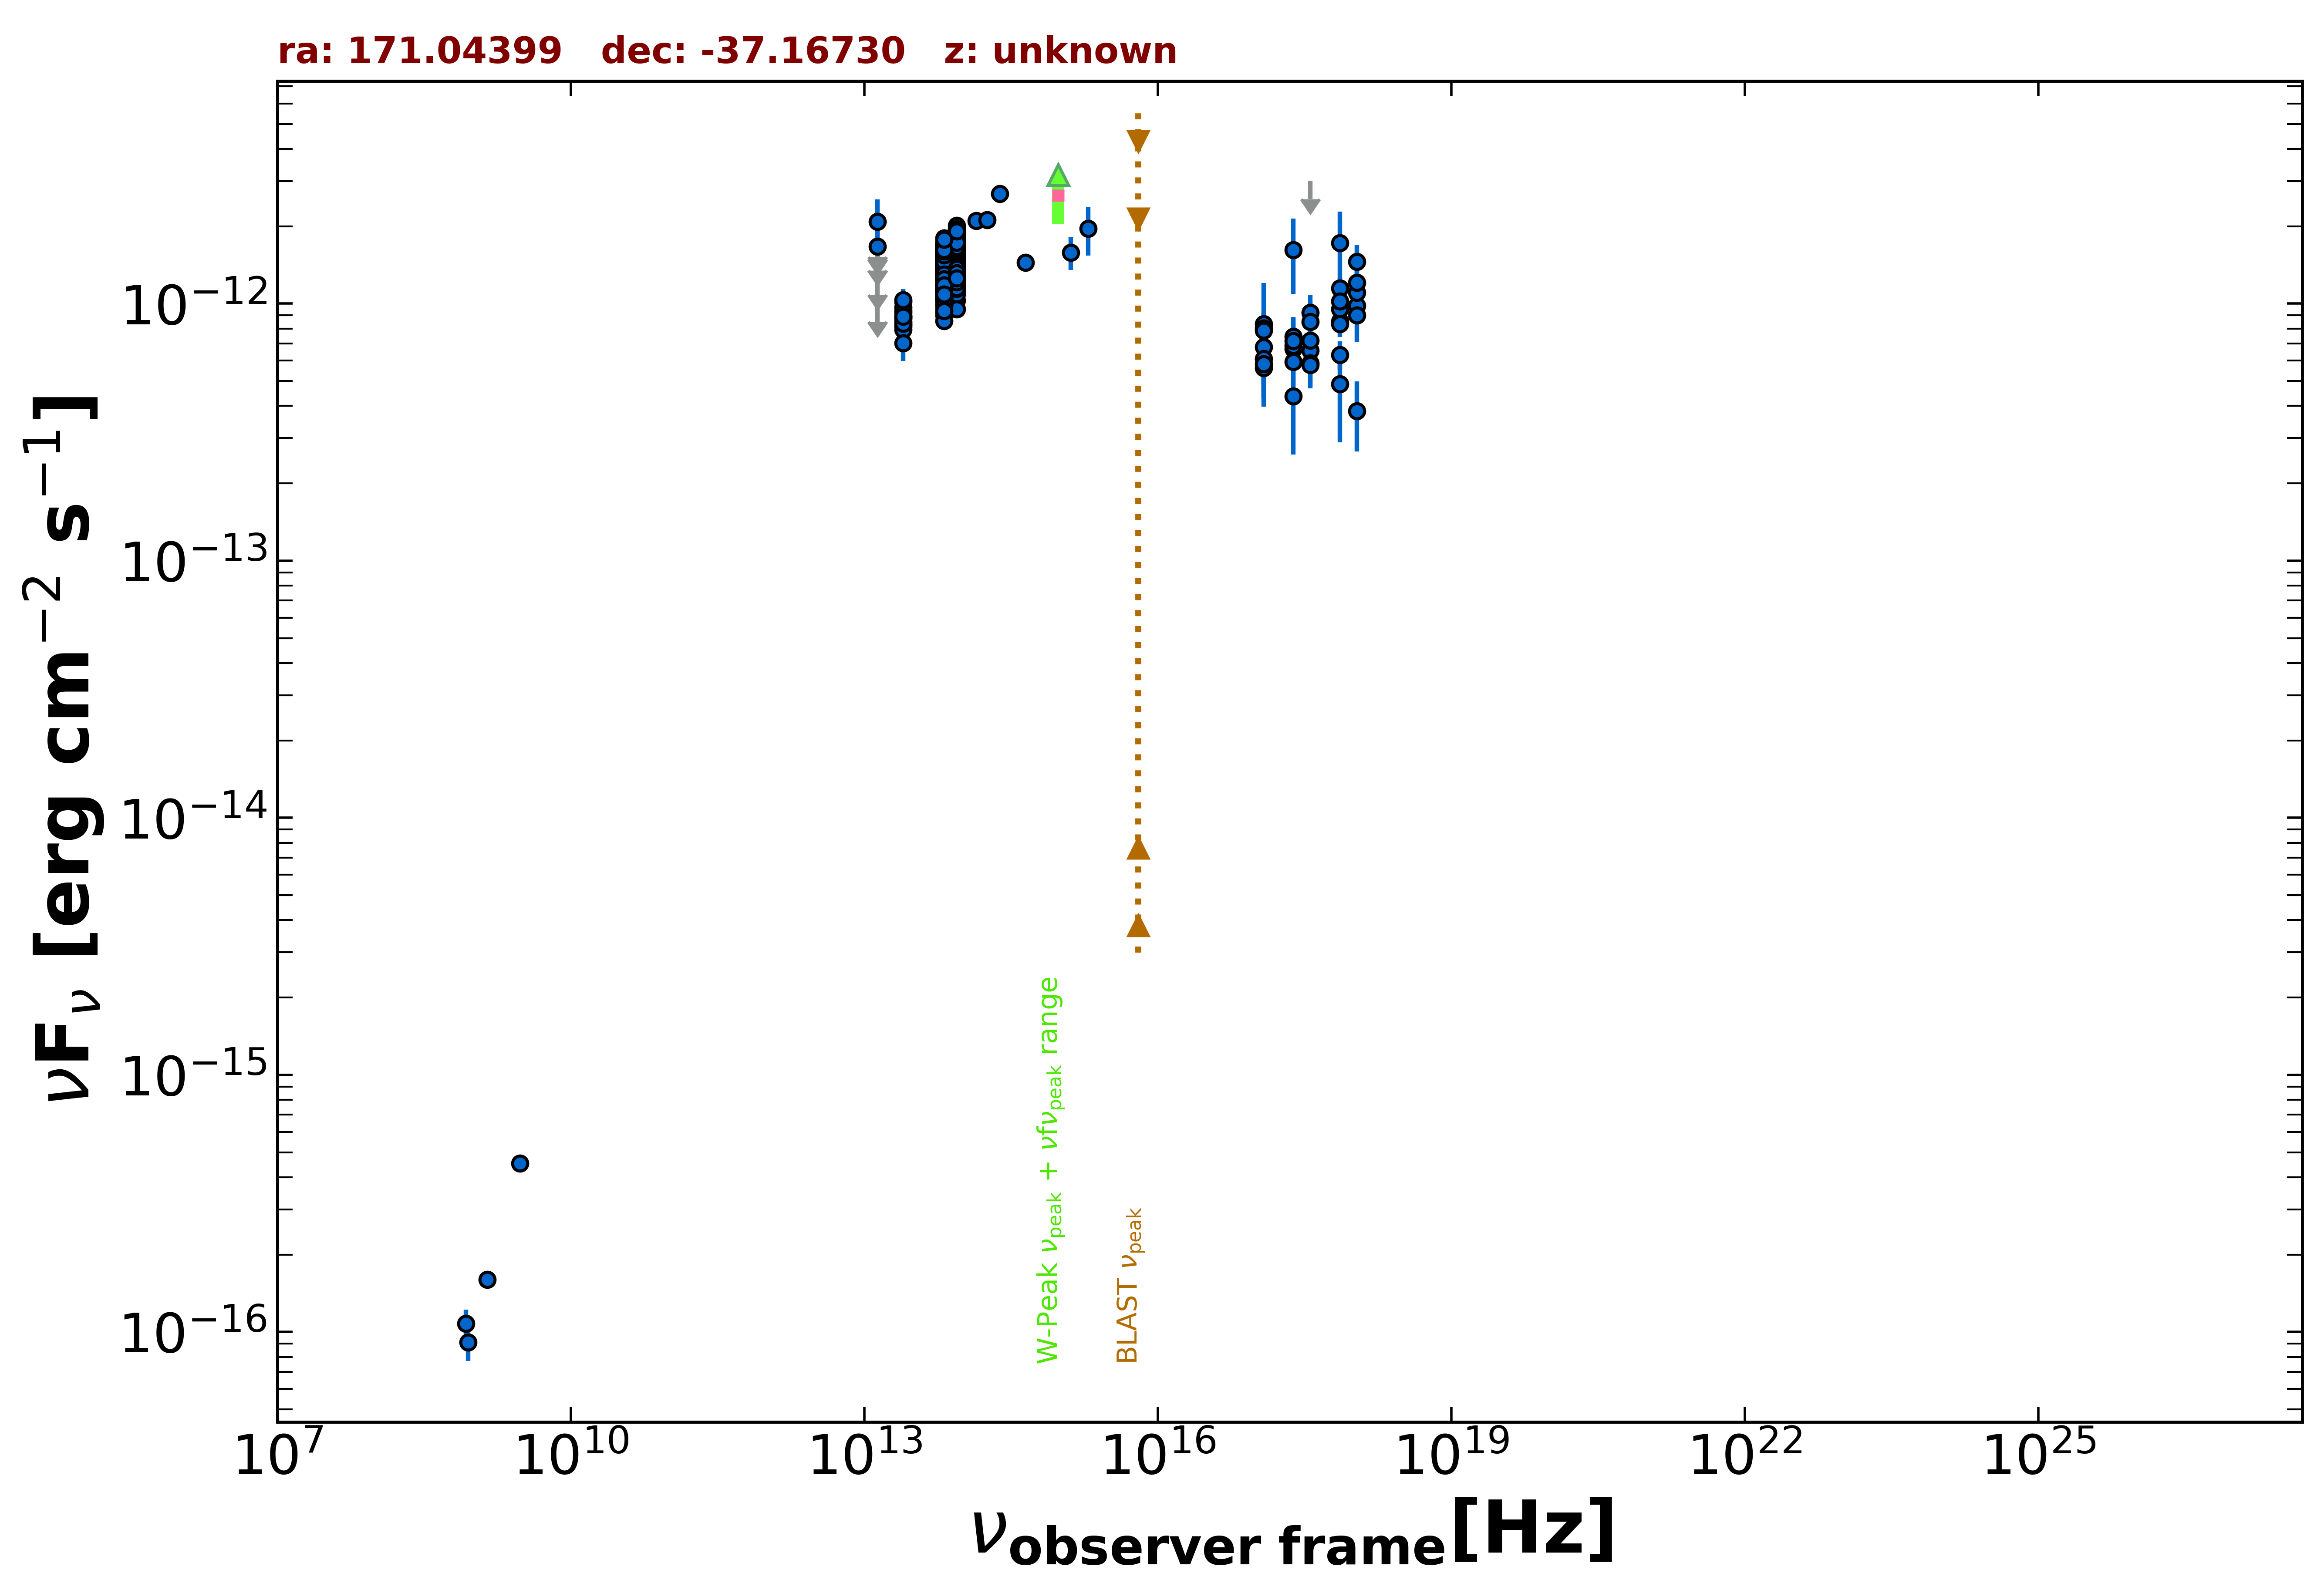 ra: 171.04399   dec: -37.16730   z: unknown
νFν [erg cm−2 s−1]
10−12
10−13
10−14
10−15
10−16
W-Peak νpeak + νfνpeak range
BLAST νpeak
107 1010 1013 1016 1019 1022 1025
νobserver frame[Hz]